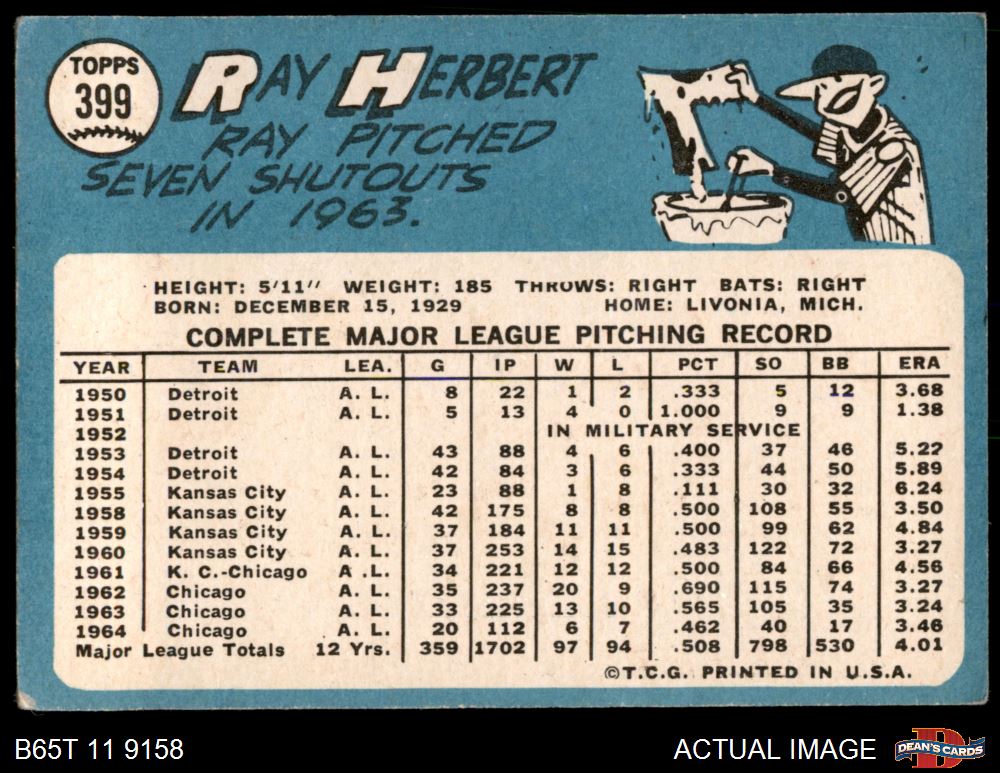 TOPPS
399
RAY HERBERT
RAY PITCHED
SEVEN SHUTOUTS
IN 1963.
HEIGHT: 5'11" WEIGHT: 185 THROWS: RIGHT BATS: RIGHT
BORN: DECEMBER 15, 1929 HOME: LIVONIA, MICH.
COMPLETE MAJOR LEAGUE PITCHING RECORD
YEAR TEAM LEA. G IP W L PCT SO BB ERA
1950 Detroit A. L. 8 22 1 2 .333 5 12 3.68
1951 Detroit A. L. 5 13 4 0 1.000 9 9 1.38
1952 IN MILITARY SERVICE
1953 Detroit A. L. 43 88 4 6 .400 37 46 5.22
1954 Detroit A. L. 42 84 3 6 .333 44 50 5.89
1955 Kansas City A. L. 23 88 1 8 .111 30 32 6.24
1958 Kansas City A. L. 42 175 8 8 .500 108 55 3.50
1959 Kansas City A. L. 37 184 11 11 .500 99 62 4.84
1960 Kansas City A. L. 37 253 14 15 .483 122 72 3.27
1961 K. C.-Chicago A .L. 34 221 12 12 .500 84 66 4.56
1962 Chicago A. L. 35 237 20 9 .690 115 74 3.27
1963 Chicago A. L. 33 225 13 10 .565 105 35 3.24
1964 Chicago A. L. 20 112 6 7 .462 40 17 3.46
Major League Totals 12 Yrs. 359 1702 97 94 .508 798 530 4.01
©T.C.G. PRINTED IN U.S.A.
B65T 11 9158 ACTUAL IMAGE D DEAN'S CARDS